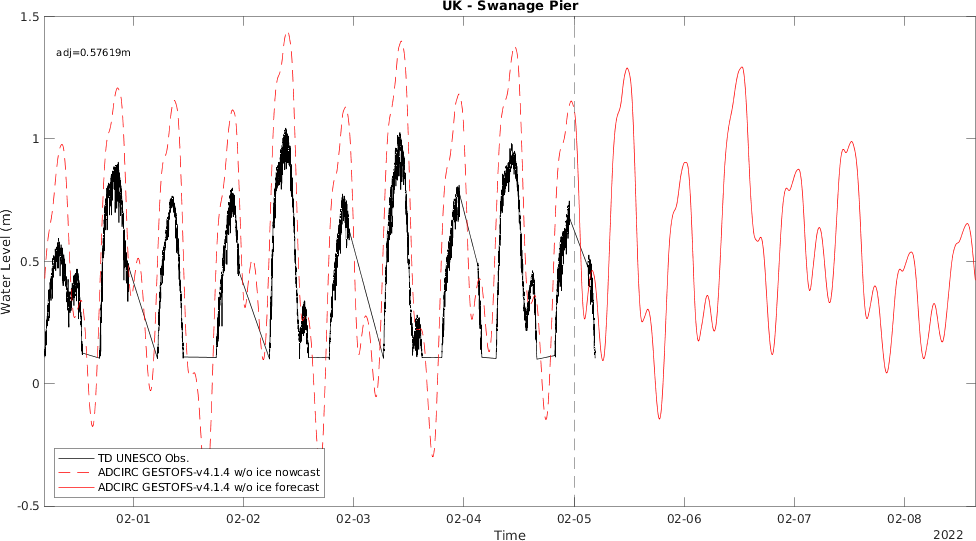 UK - Swanage Pier
adj=0.57619m
Water Level (m)
1.5
1
0.5
0
-0.5
TD UNESCO Obs.
ADCIRC GESTOFS-v4.1.4 w/o ice nowcast
ADCIRC GESTOFS-v4.1.4 w/o ice forecast
02-01 02-02 02-03 02-04 02-05 02-06 02-07 02-08
Time
2022